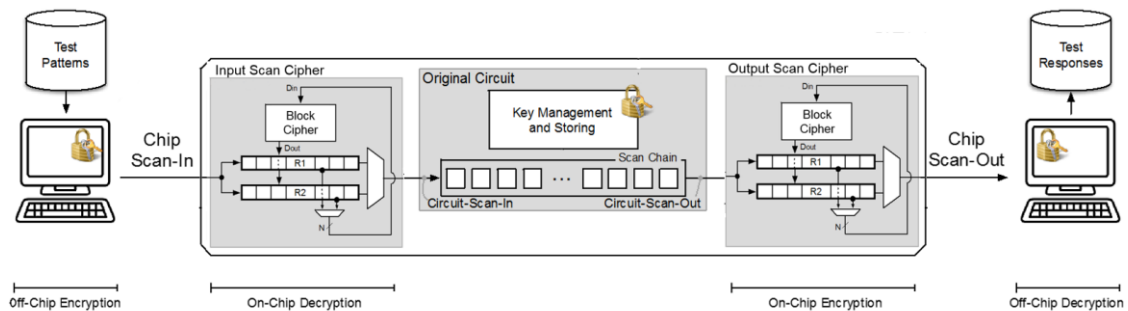 Test
Patterns
Chip
Scan-In
Input Scan Cipher
Din
Block
Cipher
Dout
R1
R2
N
Original Circuit
Key Management
and Storing
Scan Chain
...
Circuit-Scan-In
Circuit-Scan-Out
Output Scan Cipher
Din
Block
Cipher
Dout
R1
R2
N
Chip
Scan-Out
Test
Responses
Off-Chip Encryption
On-Chip Decryption
On-Chip Encryption
Off-Chip Decryption